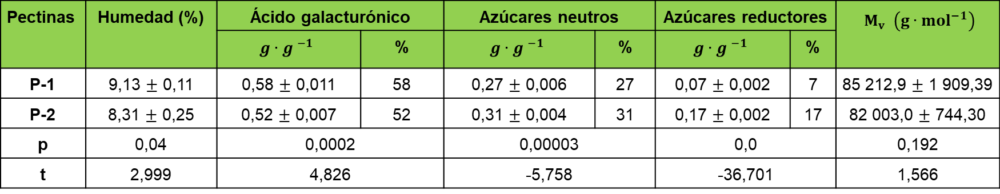 Pectinas Humedad (%) Ácido galacturónico Azúcares neutros Azúcares reductores Mᵥ (g · mol⁻¹)
g · g ⁻¹ % g · g ⁻¹ % g · g ⁻¹ %
P-1 9,13 ± 0,11 0,58 ± 0,011 58 0,27 ± 0,006 27 0,07 ± 0,002 7 85 212,9 ± 1 909,39
P-2 8,31 ± 0,25 0,52 ± 0,007 52 0,31 ± 0,004 31 0,17 ± 0,002 17 82 003,0 ± 744,30
p 0,04 0,0002 0,00003 0,0 0,192
t 2,999 4,826 -5,758 -36,701 1,566